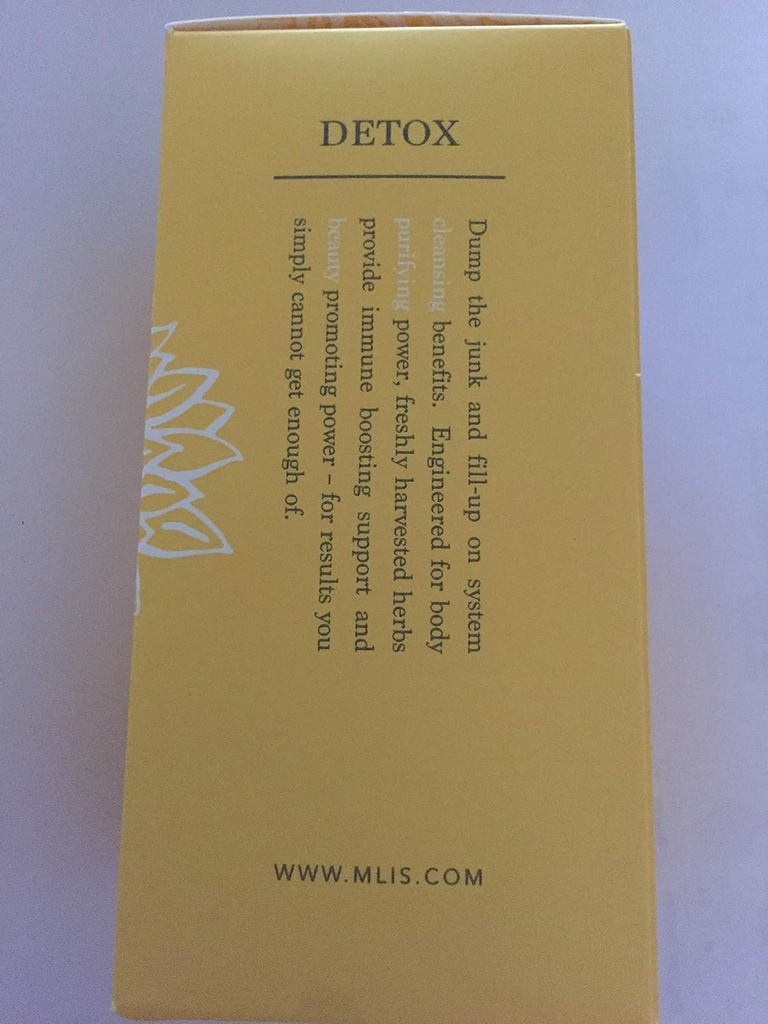 DETOX
Dump the junk and fill-up on system
cleansing benefits. Engineered for body
purifying power, freshly harvested herbs
provide immune boosting support and
beauty promoting power – for results you
simply cannot get enough of.
WWW.MLIS.COM